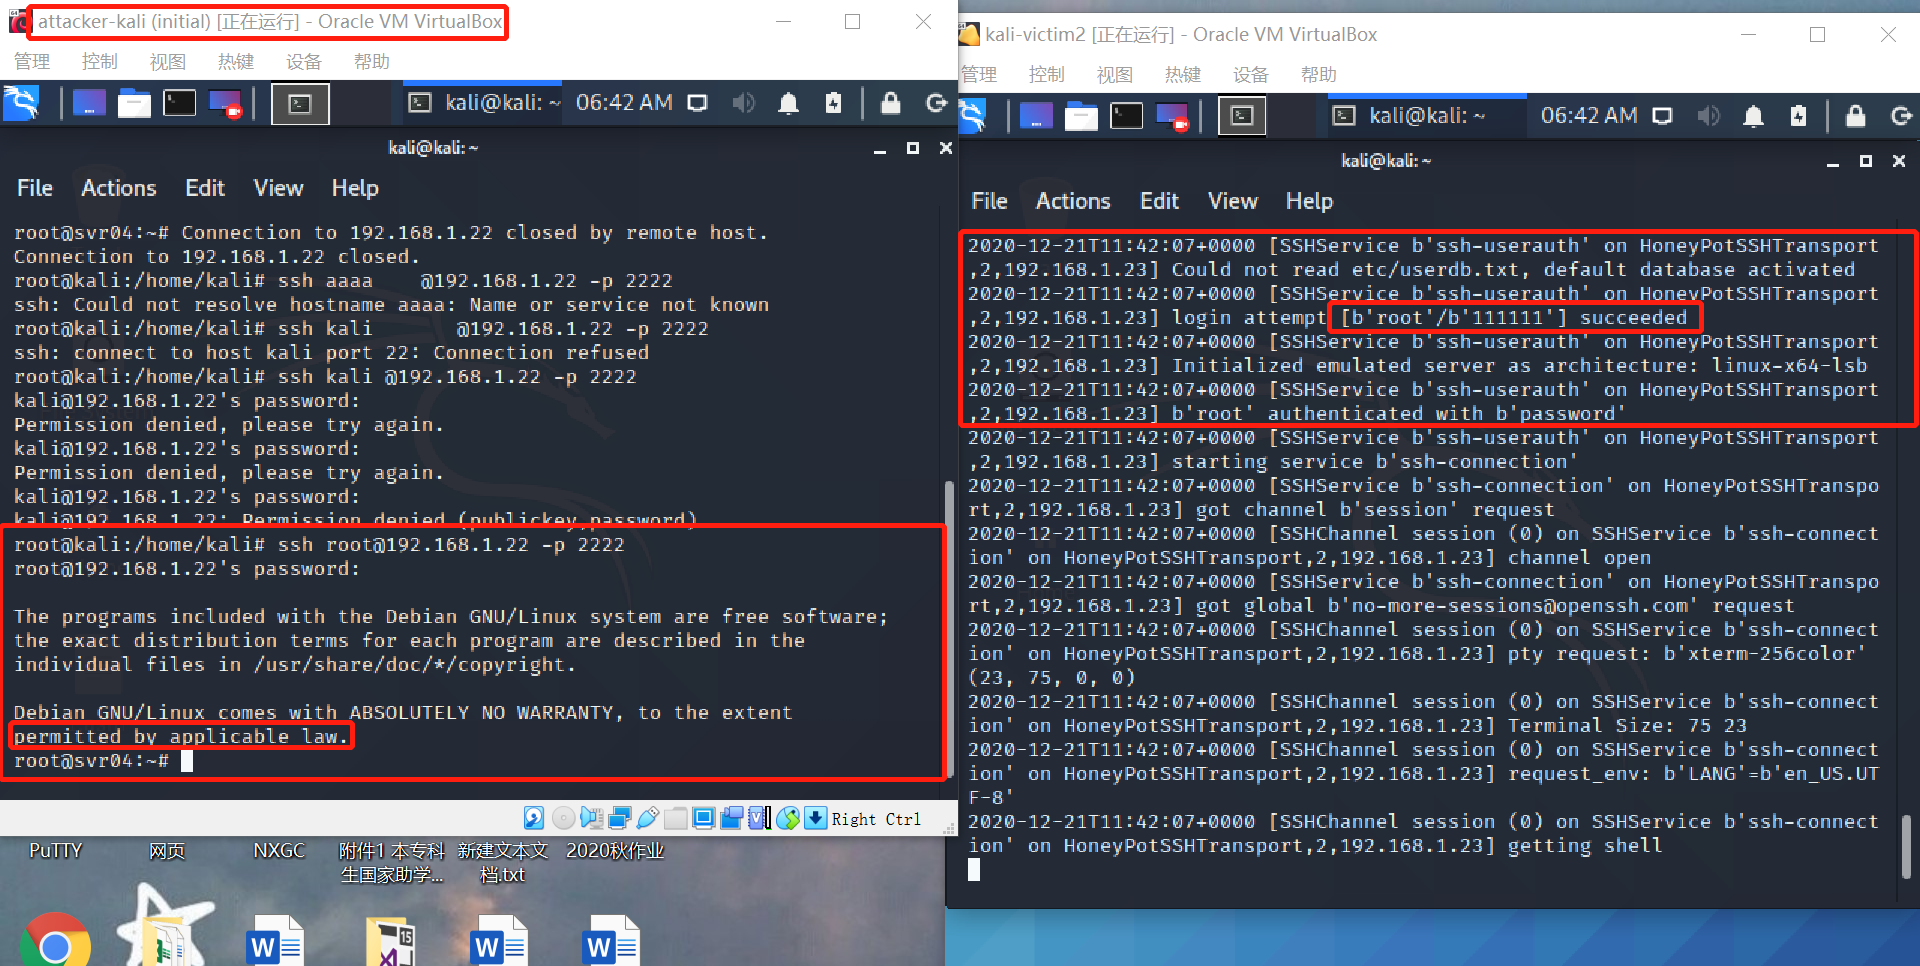 attacker-kali (initial) [正在运行] - Oracle VM VirtualBox
管理 控制 视图 热键 设备 帮助
kali@kali: ~ 06:42 AM
kali@kali: ~
File Actions Edit View Help
root@svr04:~# Connection to 192.168.1.22 closed by remote host.
Connection to 192.168.1.22 closed.
root@kali:/home/kali# ssh aaaa    @192.168.1.22 -p 2222
ssh: Could not resolve hostname aaaa: Name or service not known
root@kali:/home/kali# ssh kali       @192.168.1.22 -p 2222
ssh: connect to host kali port 22: Connection refused
root@kali:/home/kali# ssh kali @192.168.1.22 -p 2222
kali@192.168.1.22's password:
Permission denied, please try again.
kali@192.168.1.22's password:
Permission denied, please try again.
kali@192.168.1.22's password:
kali@192.168.1.22: Permission denied (publickey,password)
root@kali:/home/kali# ssh root@192.168.1.22 -p 2222
root@192.168.1.22's password:
The programs included with the Debian GNU/Linux system are free software;
the exact distribution terms for each program are described in the
individual files in /usr/share/doc/*/copyright.
Debian GNU/Linux comes with ABSOLUTELY NO WARRANTY, to the extent
permitted by applicable law.
root@svr04:~#
Right Ctrl
PuTTY 网页 NXGC 附件1 本专科 新建文本文 2020秋作业
生国家助学... 档.txt
kali-victim2 [正在运行] - Oracle VM VirtualBox
管理 控制 视图 热键 设备 帮助
kali@kali: ~ 06:42 AM
kali@kali: ~
File Actions Edit View Help
2020-12-21T11:42:07+0000 [SSHService b'ssh-userauth' on HoneyPotSSHTransport
,2,192.168.1.23] Could not read etc/userdb.txt, default database activated
2020-12-21T11:42:07+0000 [SSHService b'ssh-userauth' on HoneyPotSSHTransport
,2,192.168.1.23] login attempt [b'root'/b'111111'] succeeded
2020-12-21T11:42:07+0000 [SSHService b'ssh-userauth' on HoneyPotSSHTransport
,2,192.168.1.23] Initialized emulated server as architecture: linux-x64-lsb
2020-12-21T11:42:07+0000 [SSHService b'ssh-userauth' on HoneyPotSSHTransport
,2,192.168.1.23] b'root' authenticated with b'password'
2020-12-21T11:42:07+0000 [SSHService b'ssh-userauth' on HoneyPotSSHTransport
,2,192.168.1.23] starting service b'ssh-connection'
2020-12-21T11:42:07+0000 [SSHService b'ssh-connection' on HoneyPotSSHTranspo
rt,2,192.168.1.23] got channel b'session' request
2020-12-21T11:42:07+0000 [SSHChannel session (0) on SSHService b'ssh-connect
ion' on HoneyPotSSHTransport,2,192.168.1.23] channel open
2020-12-21T11:42:07+0000 [SSHService b'ssh-connection' on HoneyPotSSHTranspo
rt,2,192.168.1.23] got global b'no-more-sessions@openssh.com' request
2020-12-21T11:42:07+0000 [SSHChannel session (0) on SSHService b'ssh-connect
ion' on HoneyPotSSHTransport,2,192.168.1.23] pty request: b'xterm-256color'
(23, 75, 0, 0)
2020-12-21T11:42:07+0000 [SSHChannel session (0) on SSHService b'ssh-connect
ion' on HoneyPotSSHTransport,2,192.168.1.23] Terminal Size: 75 23
2020-12-21T11:42:07+0000 [SSHChannel session (0) on SSHService b'ssh-connect
ion' on HoneyPotSSHTransport,2,192.168.1.23] request_env: b'LANG'=b'en_US.UT
F-8'
2020-12-21T11:42:07+0000 [SSHChannel session (0) on SSHService b'ssh-connect
ion' on HoneyPotSSHTransport,2,192.168.1.23] getting shell